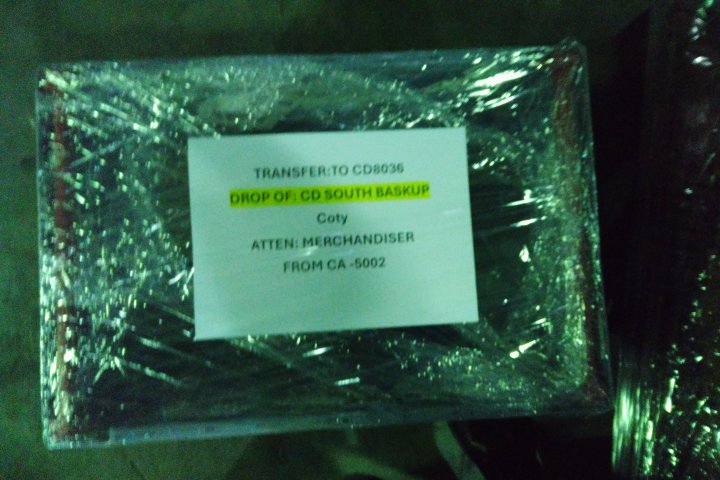 TRANSFER:TO CD8036
DROP OF: CD SOUTH BASKUP
Coty
ATTEN: MERCHANDISER
FROM CA -5002